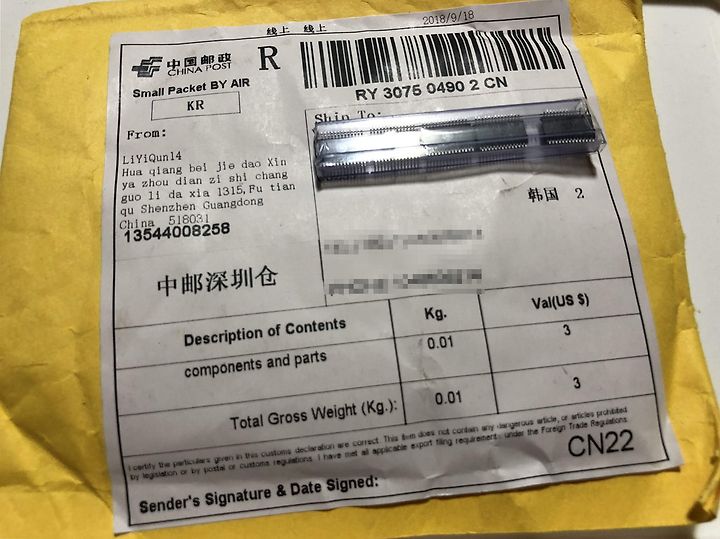 线上 线上
2018/9/18
中国邮政
CHINA POST
R
Small Packet BY AIR
KR
RY 3075 0490 2 CN
From:
Ship To:
LiYiQun14
Hua qiang bei jie dao Xin
ya zhou dian zi shi chang
guo li da xia 1315, Fu tian
qu Shenzhen Guangdong
China 518031
13544008258
韩国 2
中邮深圳仓
Description of Contents
Kg.
Val(US $)
components and parts
0.01
3
Total Gross Weight (Kg.):
0.01
3
I certify the particulars given in this customs declaration are correct. This item does not contain any dangerous article, or articles prohibited
by legislation or by postal or customs regulations. I have met all applicable export filing requirements under the Foreign Trade Regulations.
CN22
Sender's Signature & Date Signed: